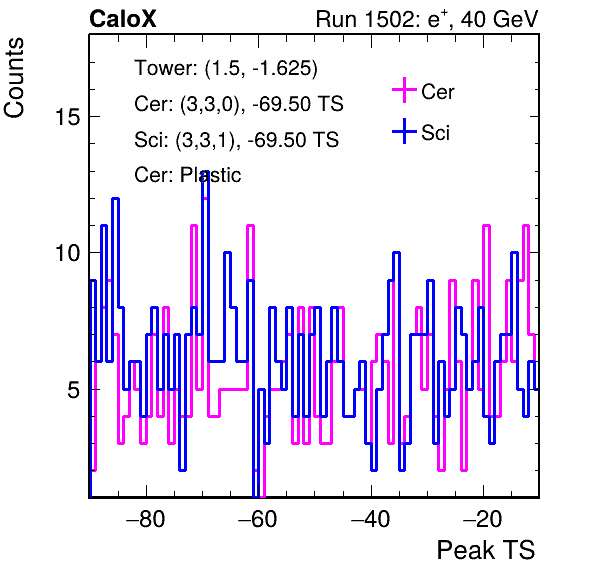 CaloX Run 1502: e⁺, 40 GeV
Counts
Tower: (1.5, -1.625)
Cer: (3,3,0), -69.50 TS
Sci: (3,3,1), -69.50 TS
Cer: Plastic
Cer
Sci
15
10
5
−80 −60 −40 −20
Peak TS